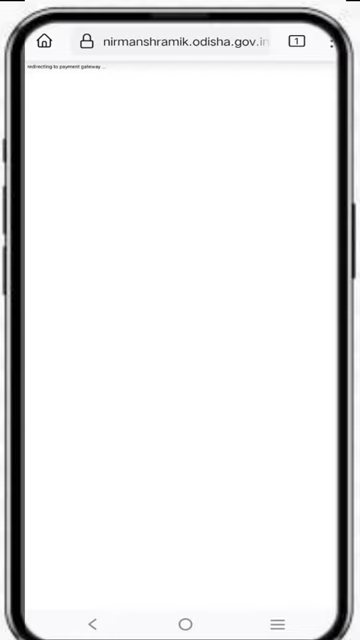 nirmanshramik.odisha.gov.in
1
redirecting to payment gateway ...